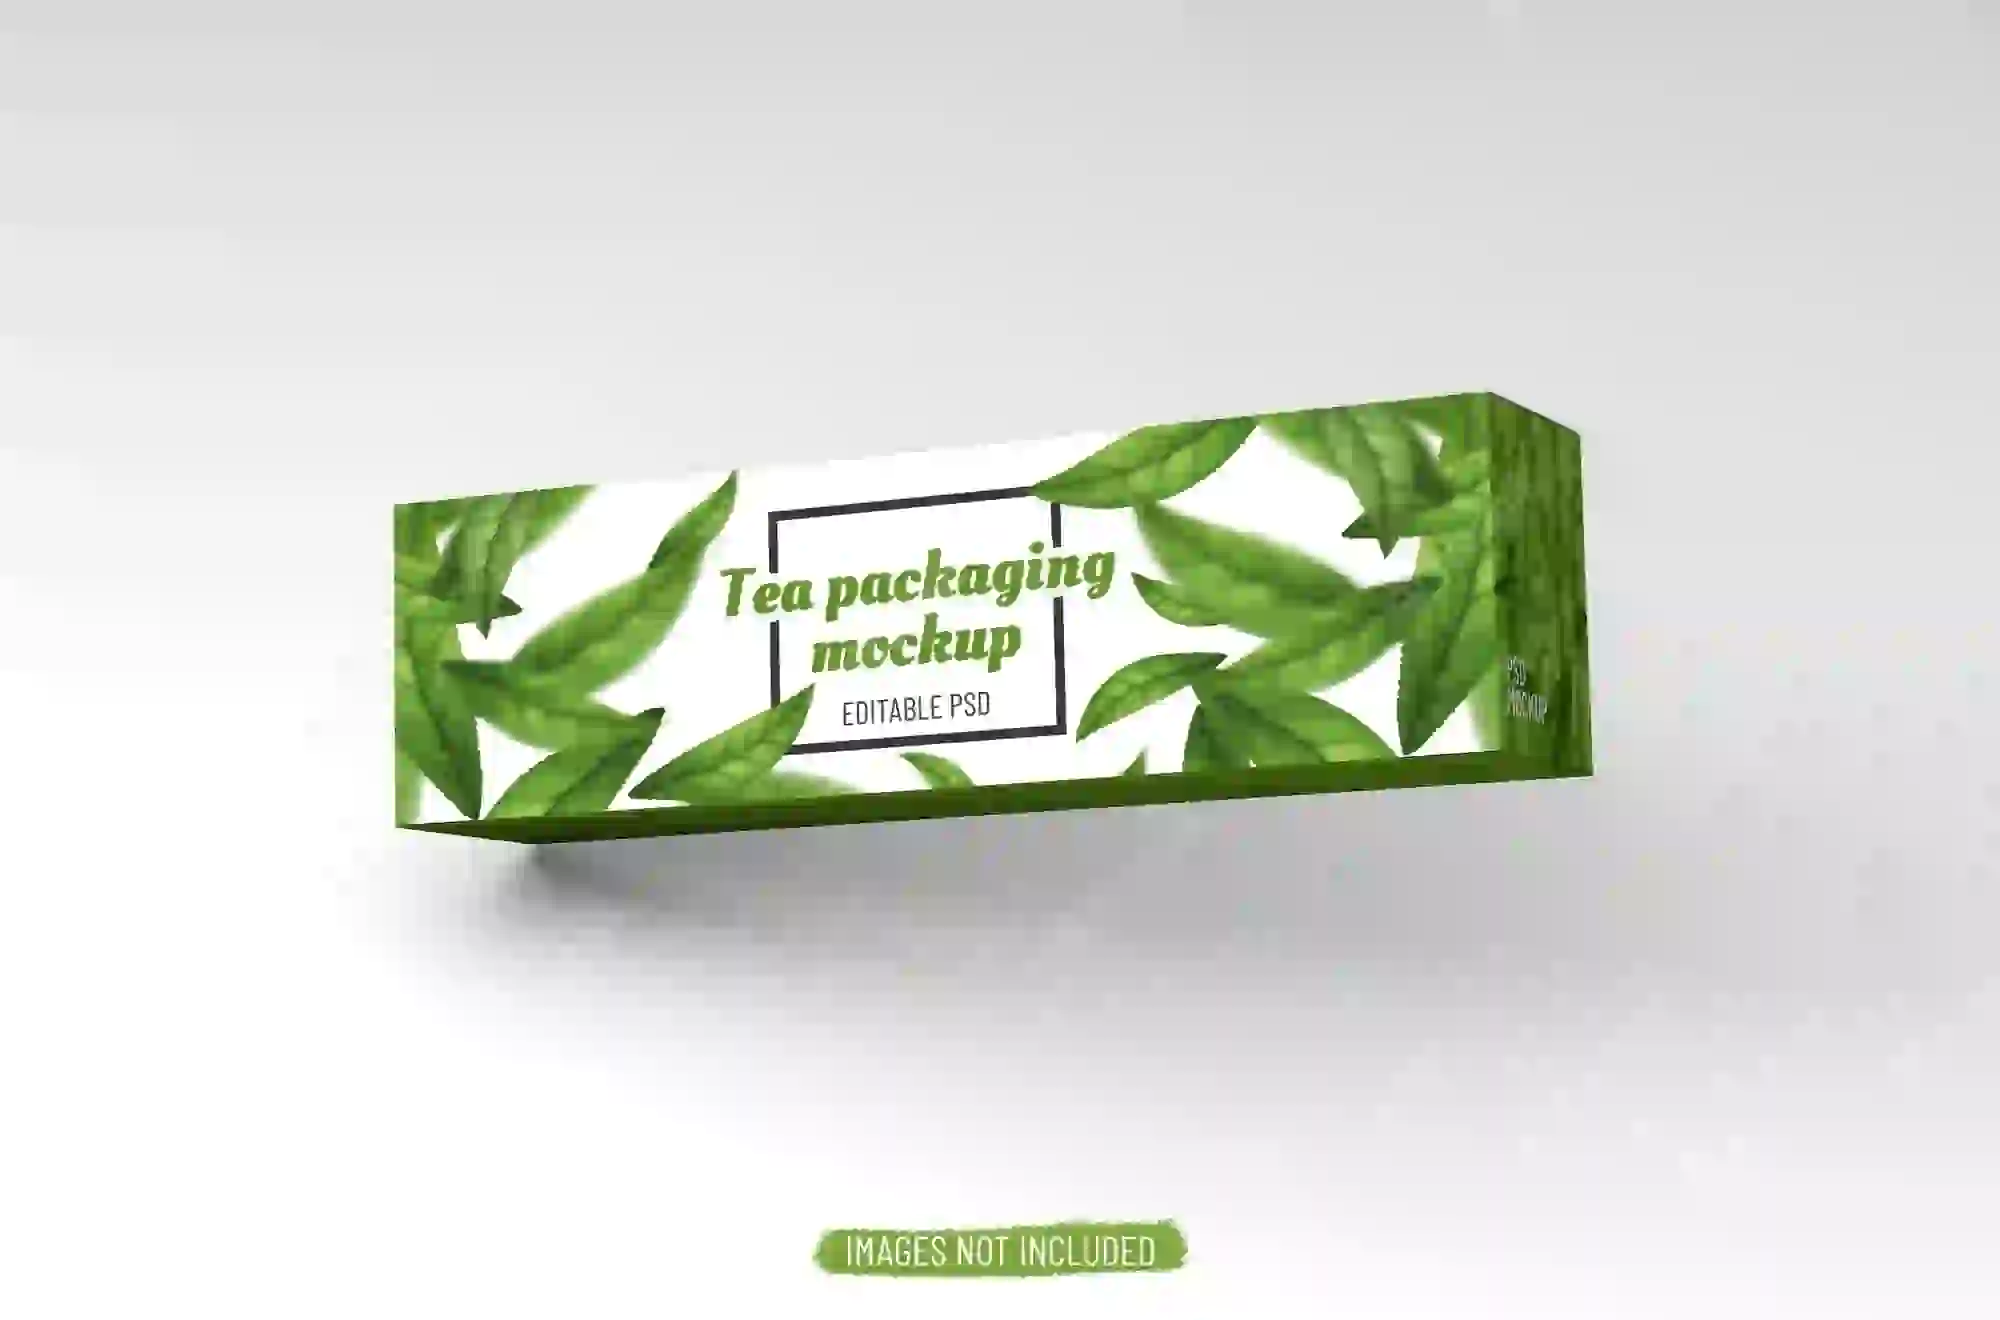 Tea packaging
mockup
EDITABLE PSD
PSD
MOCKUP
IMAGES NOT INCLUDED